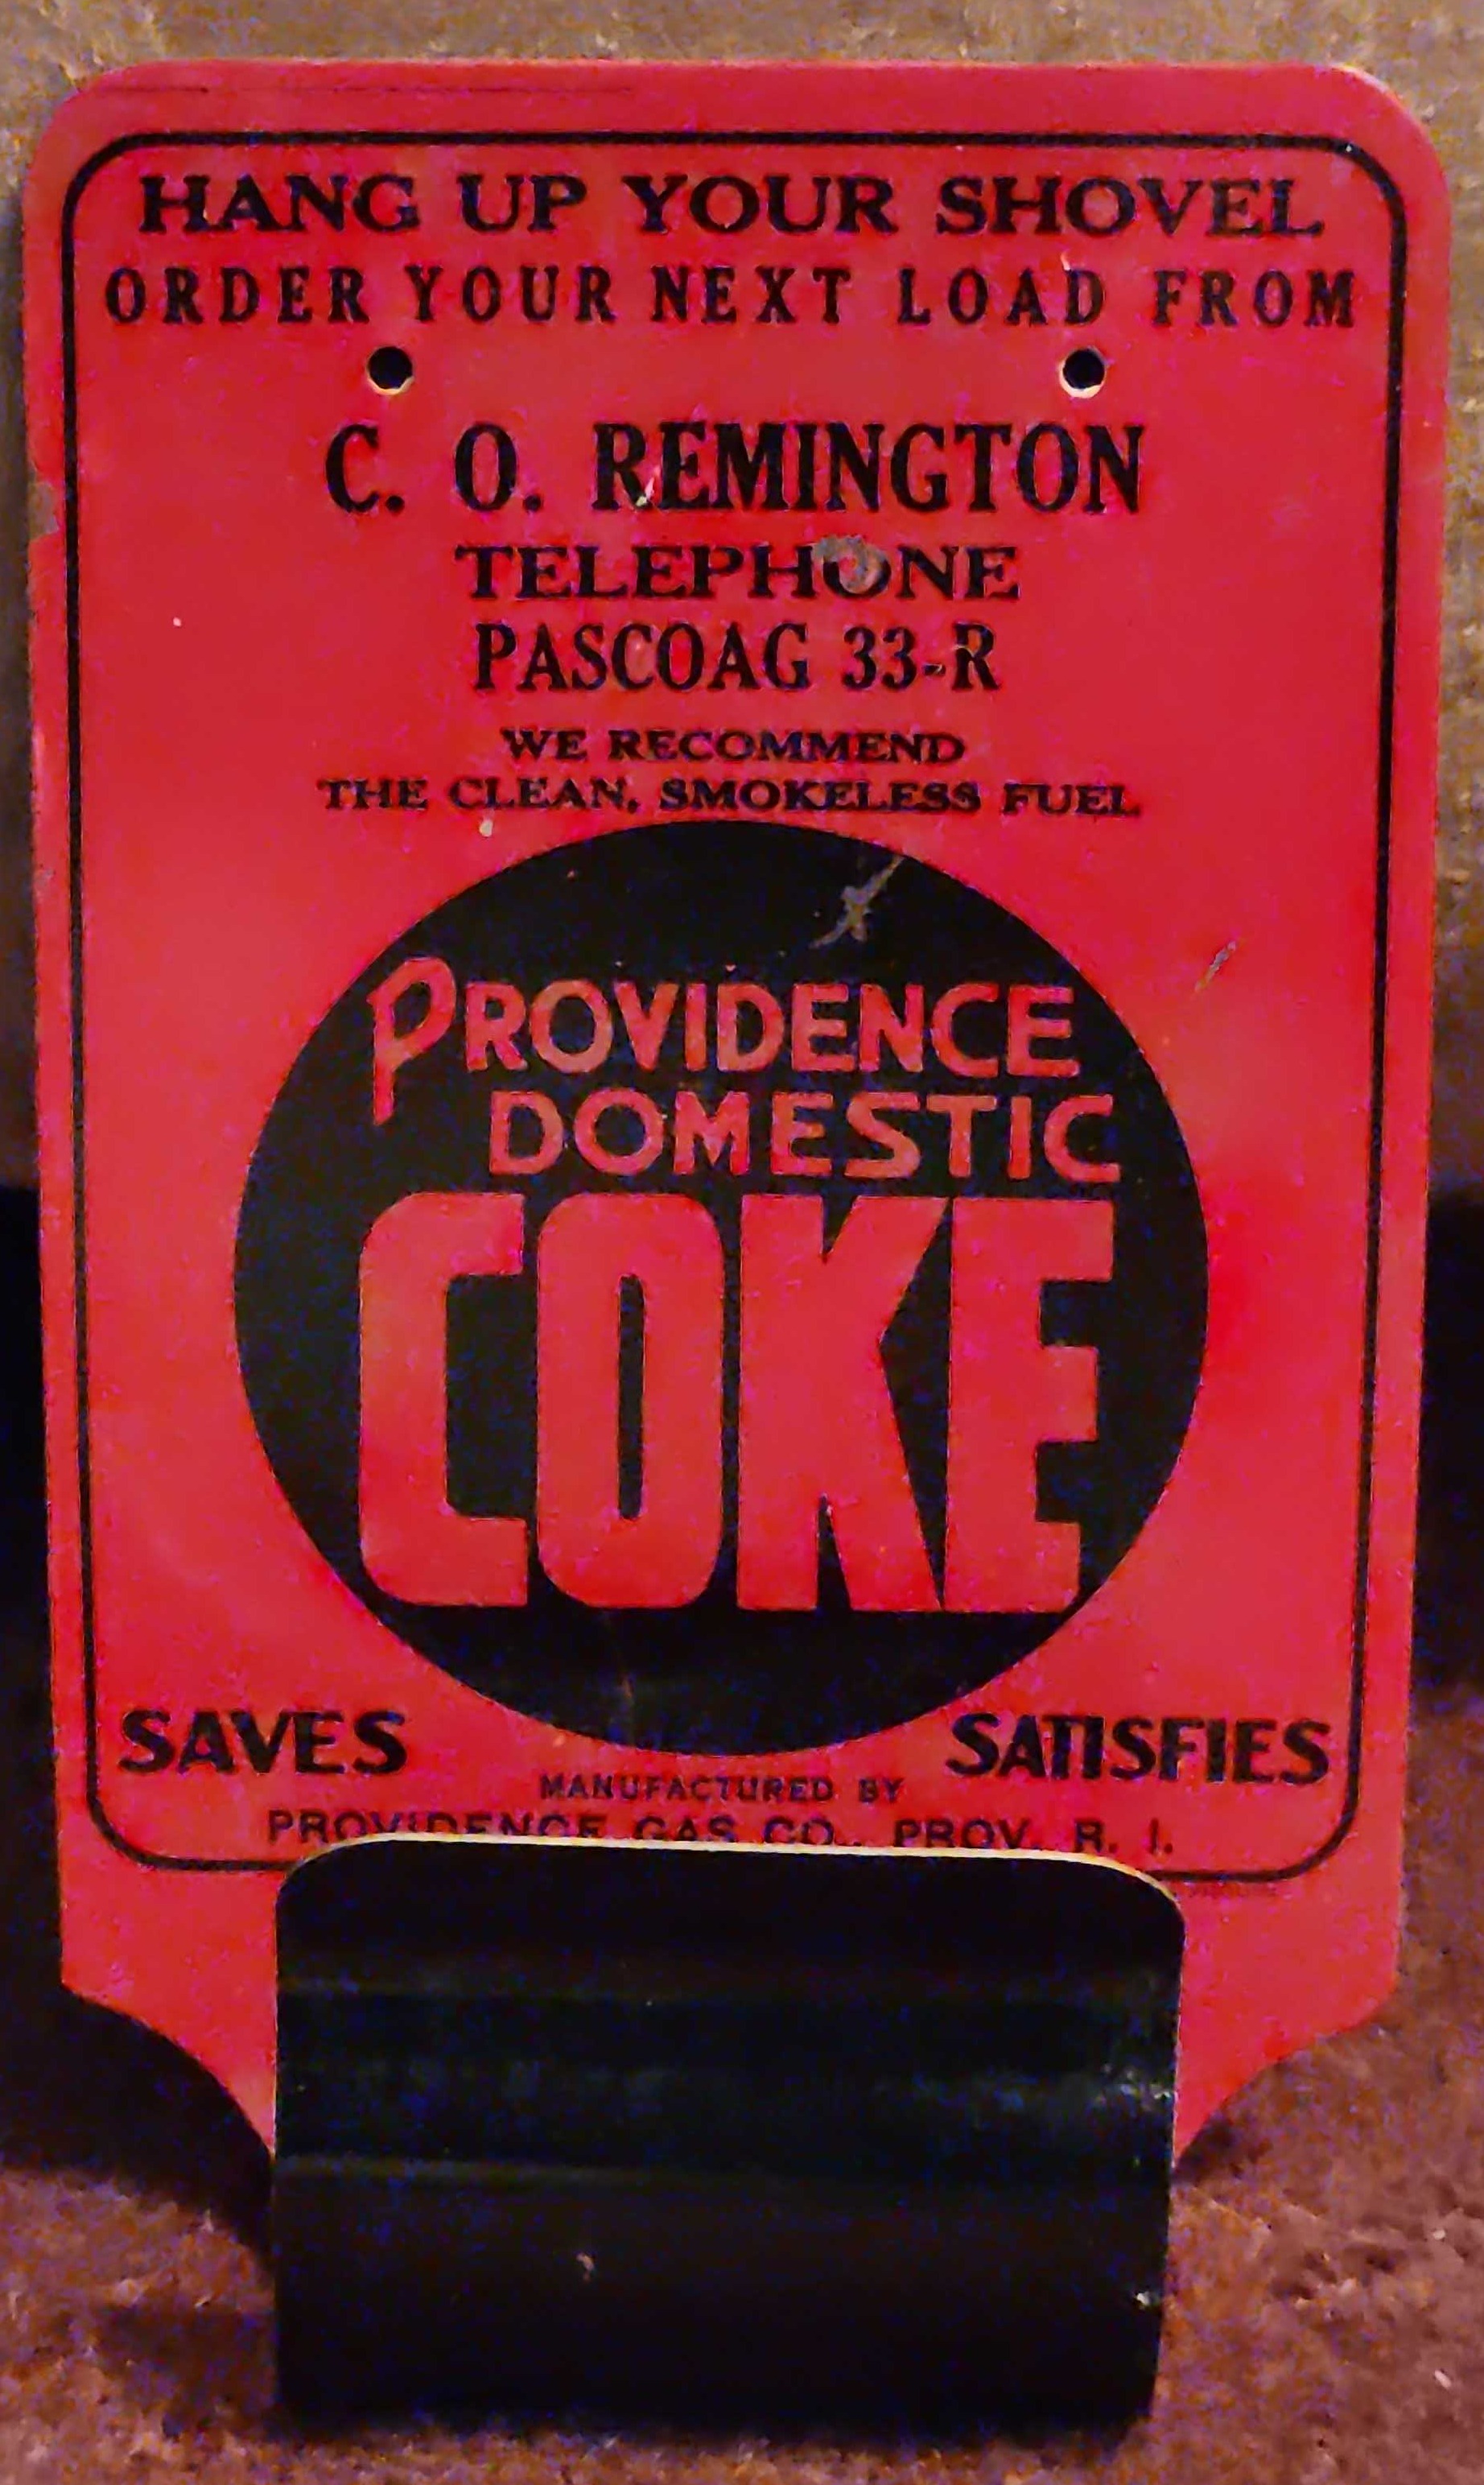 HANG UP YOUR SHOVEL
ORDER YOUR NEXT LOAD FROM
C. O. REMINGTON
TELEPHONE
PASCOAG 33-R
WE RECOMMEND
THE CLEAN, SMOKELESS FUEL
PROVIDENCE
DOMESTIC
COKE
SAVES SATISFIES
MANUFACTURED BY
PROVIDENCE GAS CO., PROV. R. I.